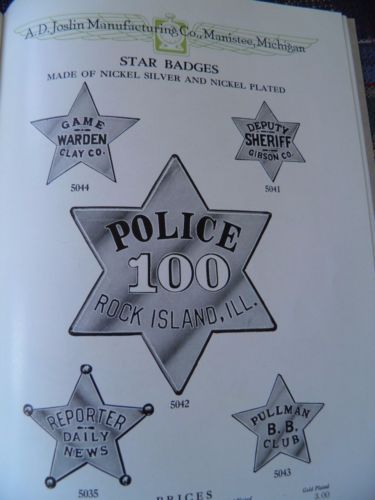 A.D. Joslin Manufacturing Co., Manistee, Michigan
STAR BADGES
MADE OF NICKEL SILVER AND NICKEL PLATED
GAME
WARDEN
CLAY CO.
5044
DEPUTY
SHERIFF
GIBSON CO.
5041
POLICE
100
ROCK ISLAND, ILL.
5042
REPORTER
DAILY
NEWS
5035
PULLMAN
B. B.
CLUB
5043
PRICES
Gold Plated